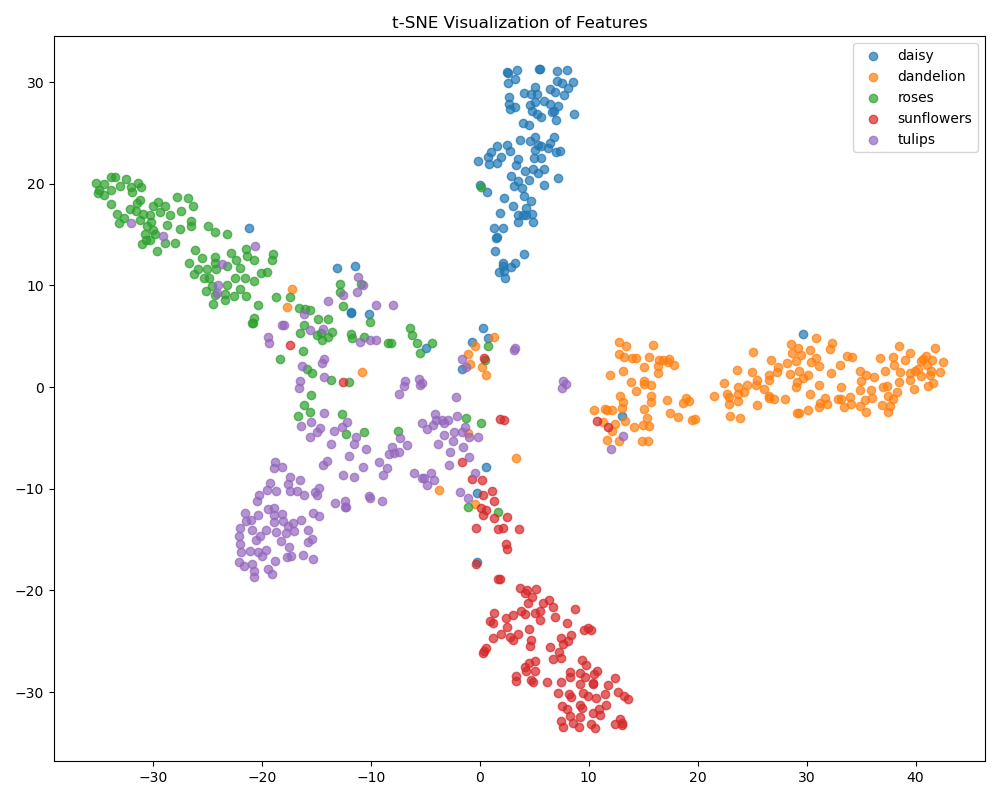 t-SNE Visualization of Features
daisy
dandelion
roses
sunflowers
tulips
30
20
10
0
−10
−20
−30
−30 −20 −10 0 10 20 30 40